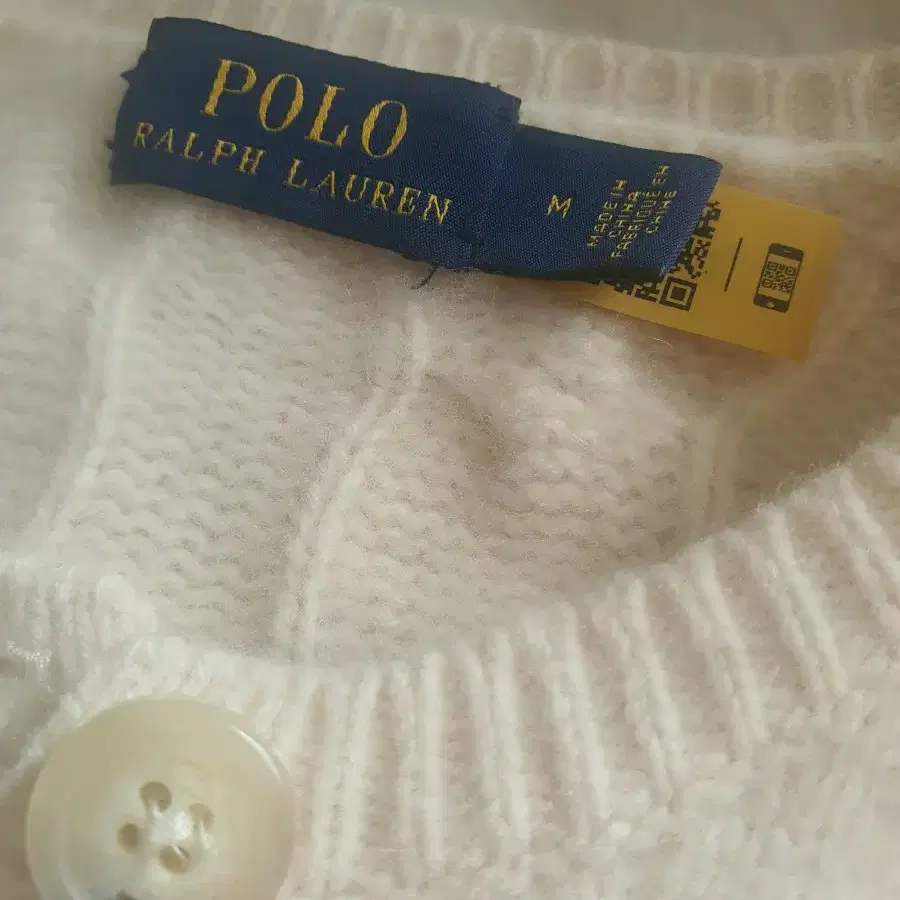 POLO
RALPH LAUREN
M
MADE IN
CHINA
FABRIQUÉ EN
CHINE